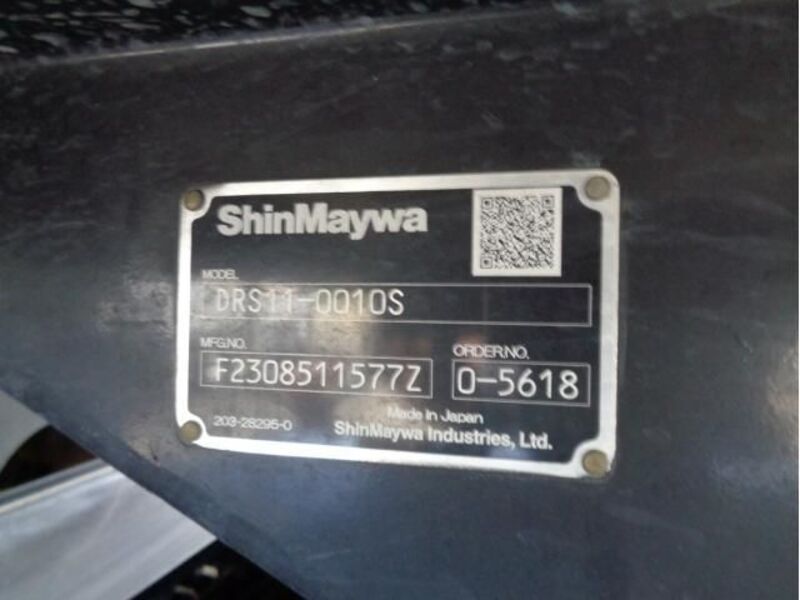 ShinMaywa
MODEL
DRS11-0010S
MFG.NO. ORDER.NO.
F2308511577Z 0-5618
Made in Japan
203-28295-0 ShinMaywa Industries, Ltd.